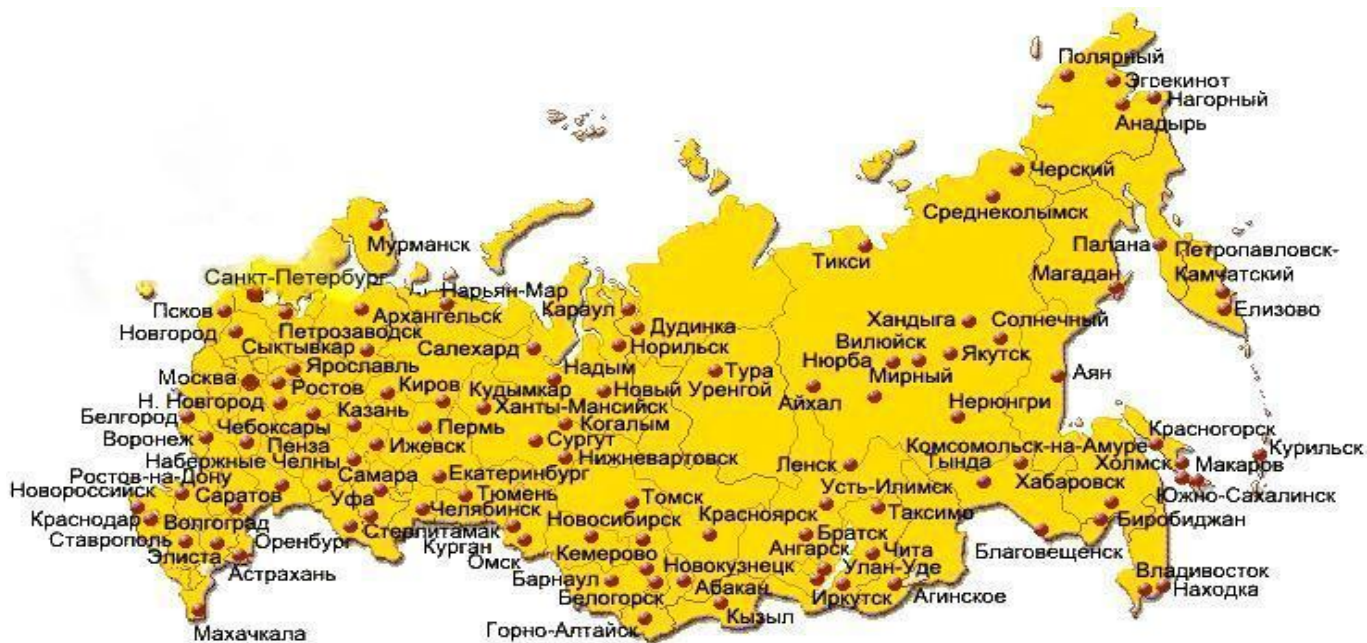 Полярный
Эгвекинот
Нагорный
Анадырь
Черский
Среднеколымск
Мурманск
Тикси
Палана
Петропавловск-
Камчатский
Магадан
Санкт-Петербург
Нарьян-Мар
Псков
Архангельск
Караул
Елизово
Новгород
Петрозаводск
Дудинка
Хандыга
Солнечный
Сыктывкар
Салехард
Норильск
Вилюйск
Якутск
Ярославль
Нюрба
Мирный
Москва
Ростов
Киров
Кудымкар
Надым
Новый Уренгой
Тура
Аян
Н. Новгород
Казань
Ханты-Мансийск
Айхал
Белгород
Чебоксары
Пермь
Когалым
Нерюнгри
Воронеж
Пенза
Ижевск
Сургут
Красногорск
Набержные Челны
Нижневартовск
Комсомольск-на-Амуре
Курильск
Ростов-на-Дону
Самара
Екатеринбург
Ленск
Тында
Холмск
Макаров
Новороссийск
Саратов
Уфа
Тюмень
Томск
Усть-Илимск
Хабаровск
Южно-Сахалинск
Краснодар
Волгоград
Челябинск
Новосибирск
Красноярск
Таксимо
Биробиджан
Ставрополь
Оренбург
Стерлитамак
Братск
Элиста
Курган
Омск
Кемерово
Ангарск
Чита
Благовещенск
Астрахань
Барнаул
Новокузнецк
Улан-Уде
Владивосток
Белогорск
Абакан
Иркутск
Агинское
Находка
Махачкала
Горно-Алтайск
Кызыл